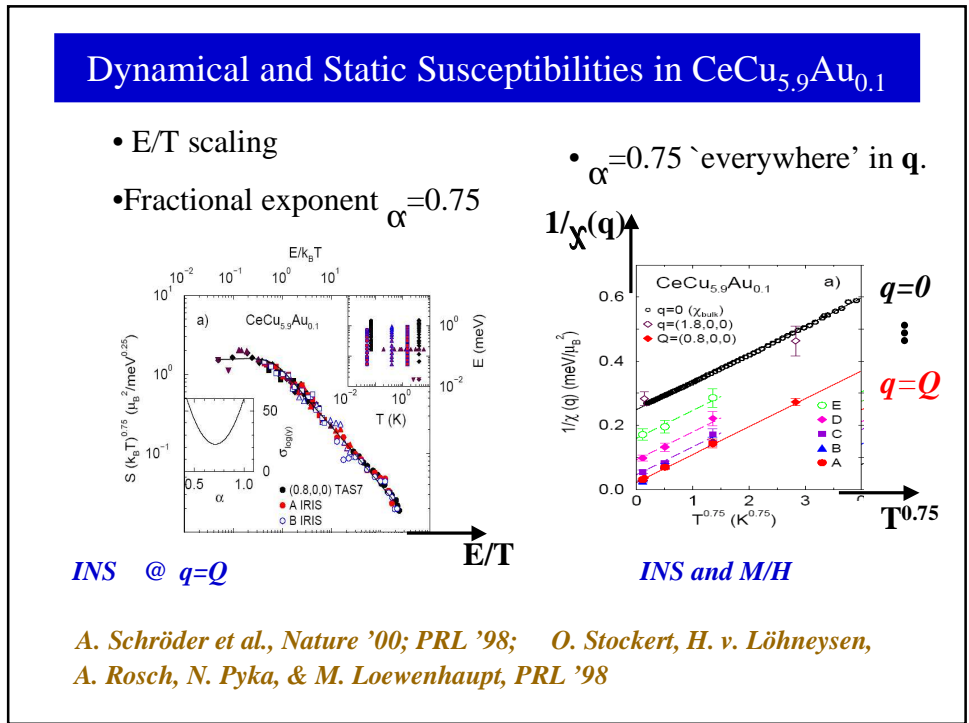 Dynamical and Static Susceptibilities in CeCu5.9Au0.1
• E/T scaling
•Fractional exponent α=0.75
• α=0.75 `everywhere' in q.
E/kBT
10⁻² 10⁻¹ 10⁰ 10¹
10¹
10⁰
10⁻¹
S (kBT)^0.75 (μB²/meV^0.25)
a) CeCu5.9Au0.1
10⁰
10⁻²
E (meV)
10⁻² 10⁰
T (K)
50
0
σlog(y)
0.5 1.0
α
(0.8,0,0) TAS7
A IRIS
B IRIS
E/T
INS @ q=Q
1/χ(q)
CeCu5.9Au0.1 a)
q=0 (χbulk)
q=(1.8,0,0)
Q=(0.8,0,0)
0.6
0.4
0.2
0.0
1/χ (q) (meV/μB²)
E
D
C
B
A
0 1 2 3
T^0.75 (K^0.75)
q=0
q=Q
T^0.75
INS and M/H
A. Schröder et al., Nature '00; PRL '98; O. Stockert, H. v. Löhneysen,
A. Rosch, N. Pyka, & M. Loewenhaupt, PRL '98